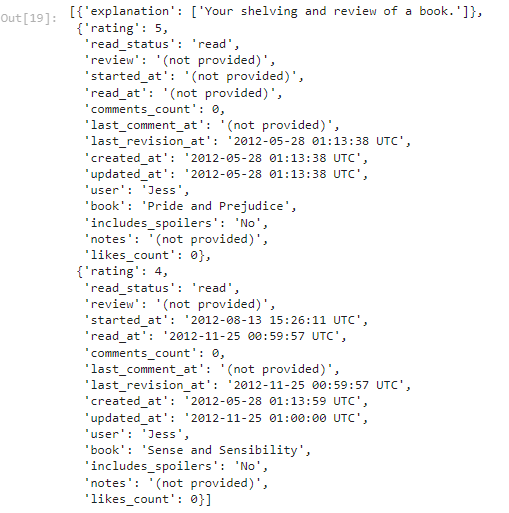 Out[19]: [{'explanation': ['Your shelving and review of a book.']},
{'rating': 5,
'read_status': 'read',
'review': '(not provided)',
'started_at': '(not provided)',
'read_at': '(not provided)',
'comments_count': 0,
'last_comment_at': '(not provided)',
'last_revision_at': '2012-05-28 01:13:38 UTC',
'created_at': '2012-05-28 01:13:38 UTC',
'updated_at': '2012-05-28 01:13:38 UTC',
'user': 'Jess',
'book': 'Pride and Prejudice',
'includes_spoilers': 'No',
'notes': '(not provided)',
'likes_count': 0},
{'rating': 4,
'read_status': 'read',
'review': '(not provided)',
'started_at': '2012-08-13 15:26:11 UTC',
'read_at': '2012-11-25 00:59:57 UTC',
'comments_count': 0,
'last_comment_at': '(not provided)',
'last_revision_at': '2012-11-25 00:59:57 UTC',
'created_at': '2012-05-28 01:13:59 UTC',
'updated_at': '2012-11-25 01:00:00 UTC',
'user': 'Jess',
'book': 'Sense and Sensibility',
'includes_spoilers': 'No',
'notes': '(not provided)',
'likes_count': 0}]